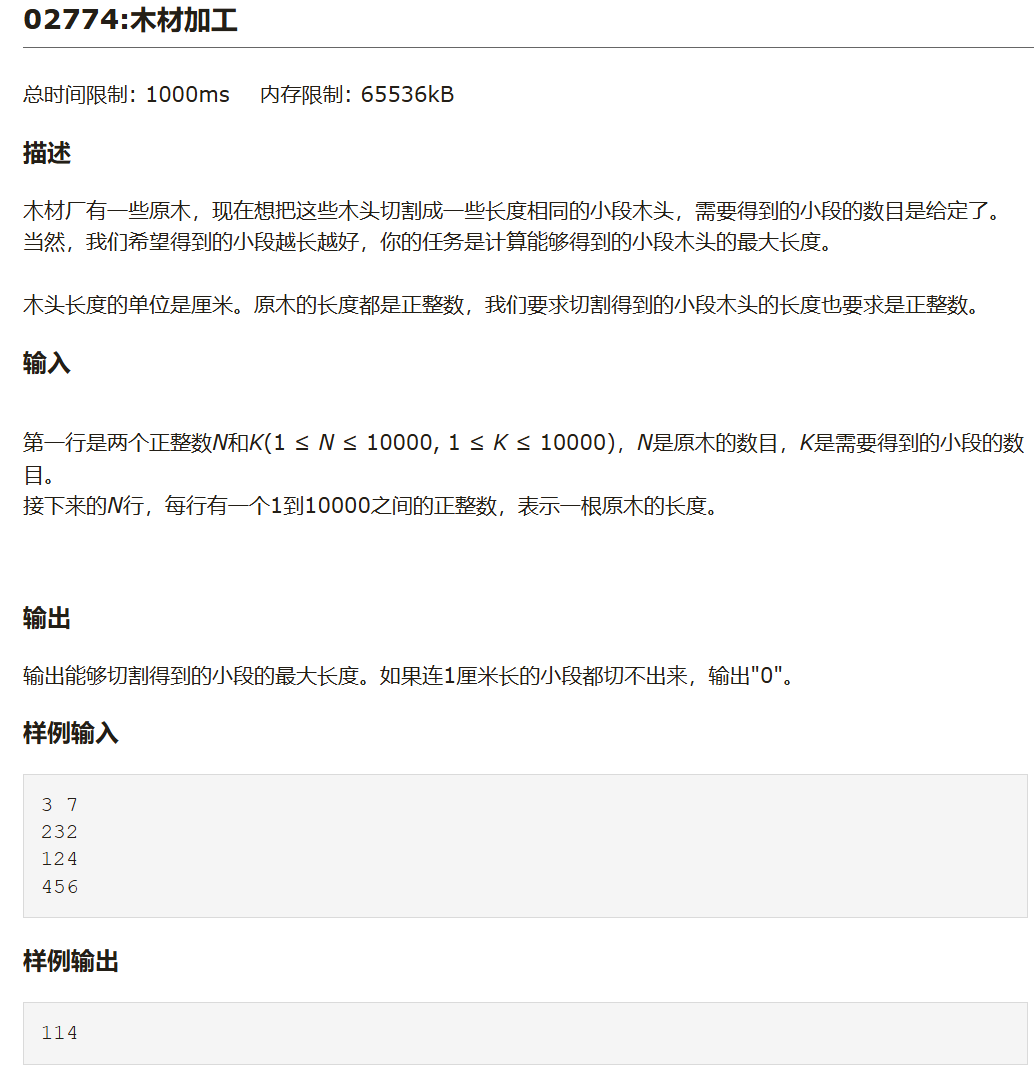 02774:木材加工
总时间限制: 1000ms 内存限制: 65536kB
描述
木材厂有一些原木，现在想把这些木头切割成一些长度相同的小段木头，需要得到的小段的数目是给定了。
当然，我们希望得到的小段越长越好，你的任务是计算能够得到的小段木头的最大长度。
木头长度的单位是厘米。原木的长度都是正整数，我们要求切割得到的小段木头的长度也要求是正整数。
输入
第一行是两个正整数N和K(1 ≤ N ≤ 10000, 1 ≤ K ≤ 10000)，N是原木的数目，K是需要得到的小段的数
目。
接下来的N行，每行有一个1到10000之间的正整数，表示一根原木的长度。
输出
输出能够切割得到的小段的最大长度。如果连1厘米长的小段都切不出来，输出"0"。
样例输入
3 7
232
124
456
样例输出
114